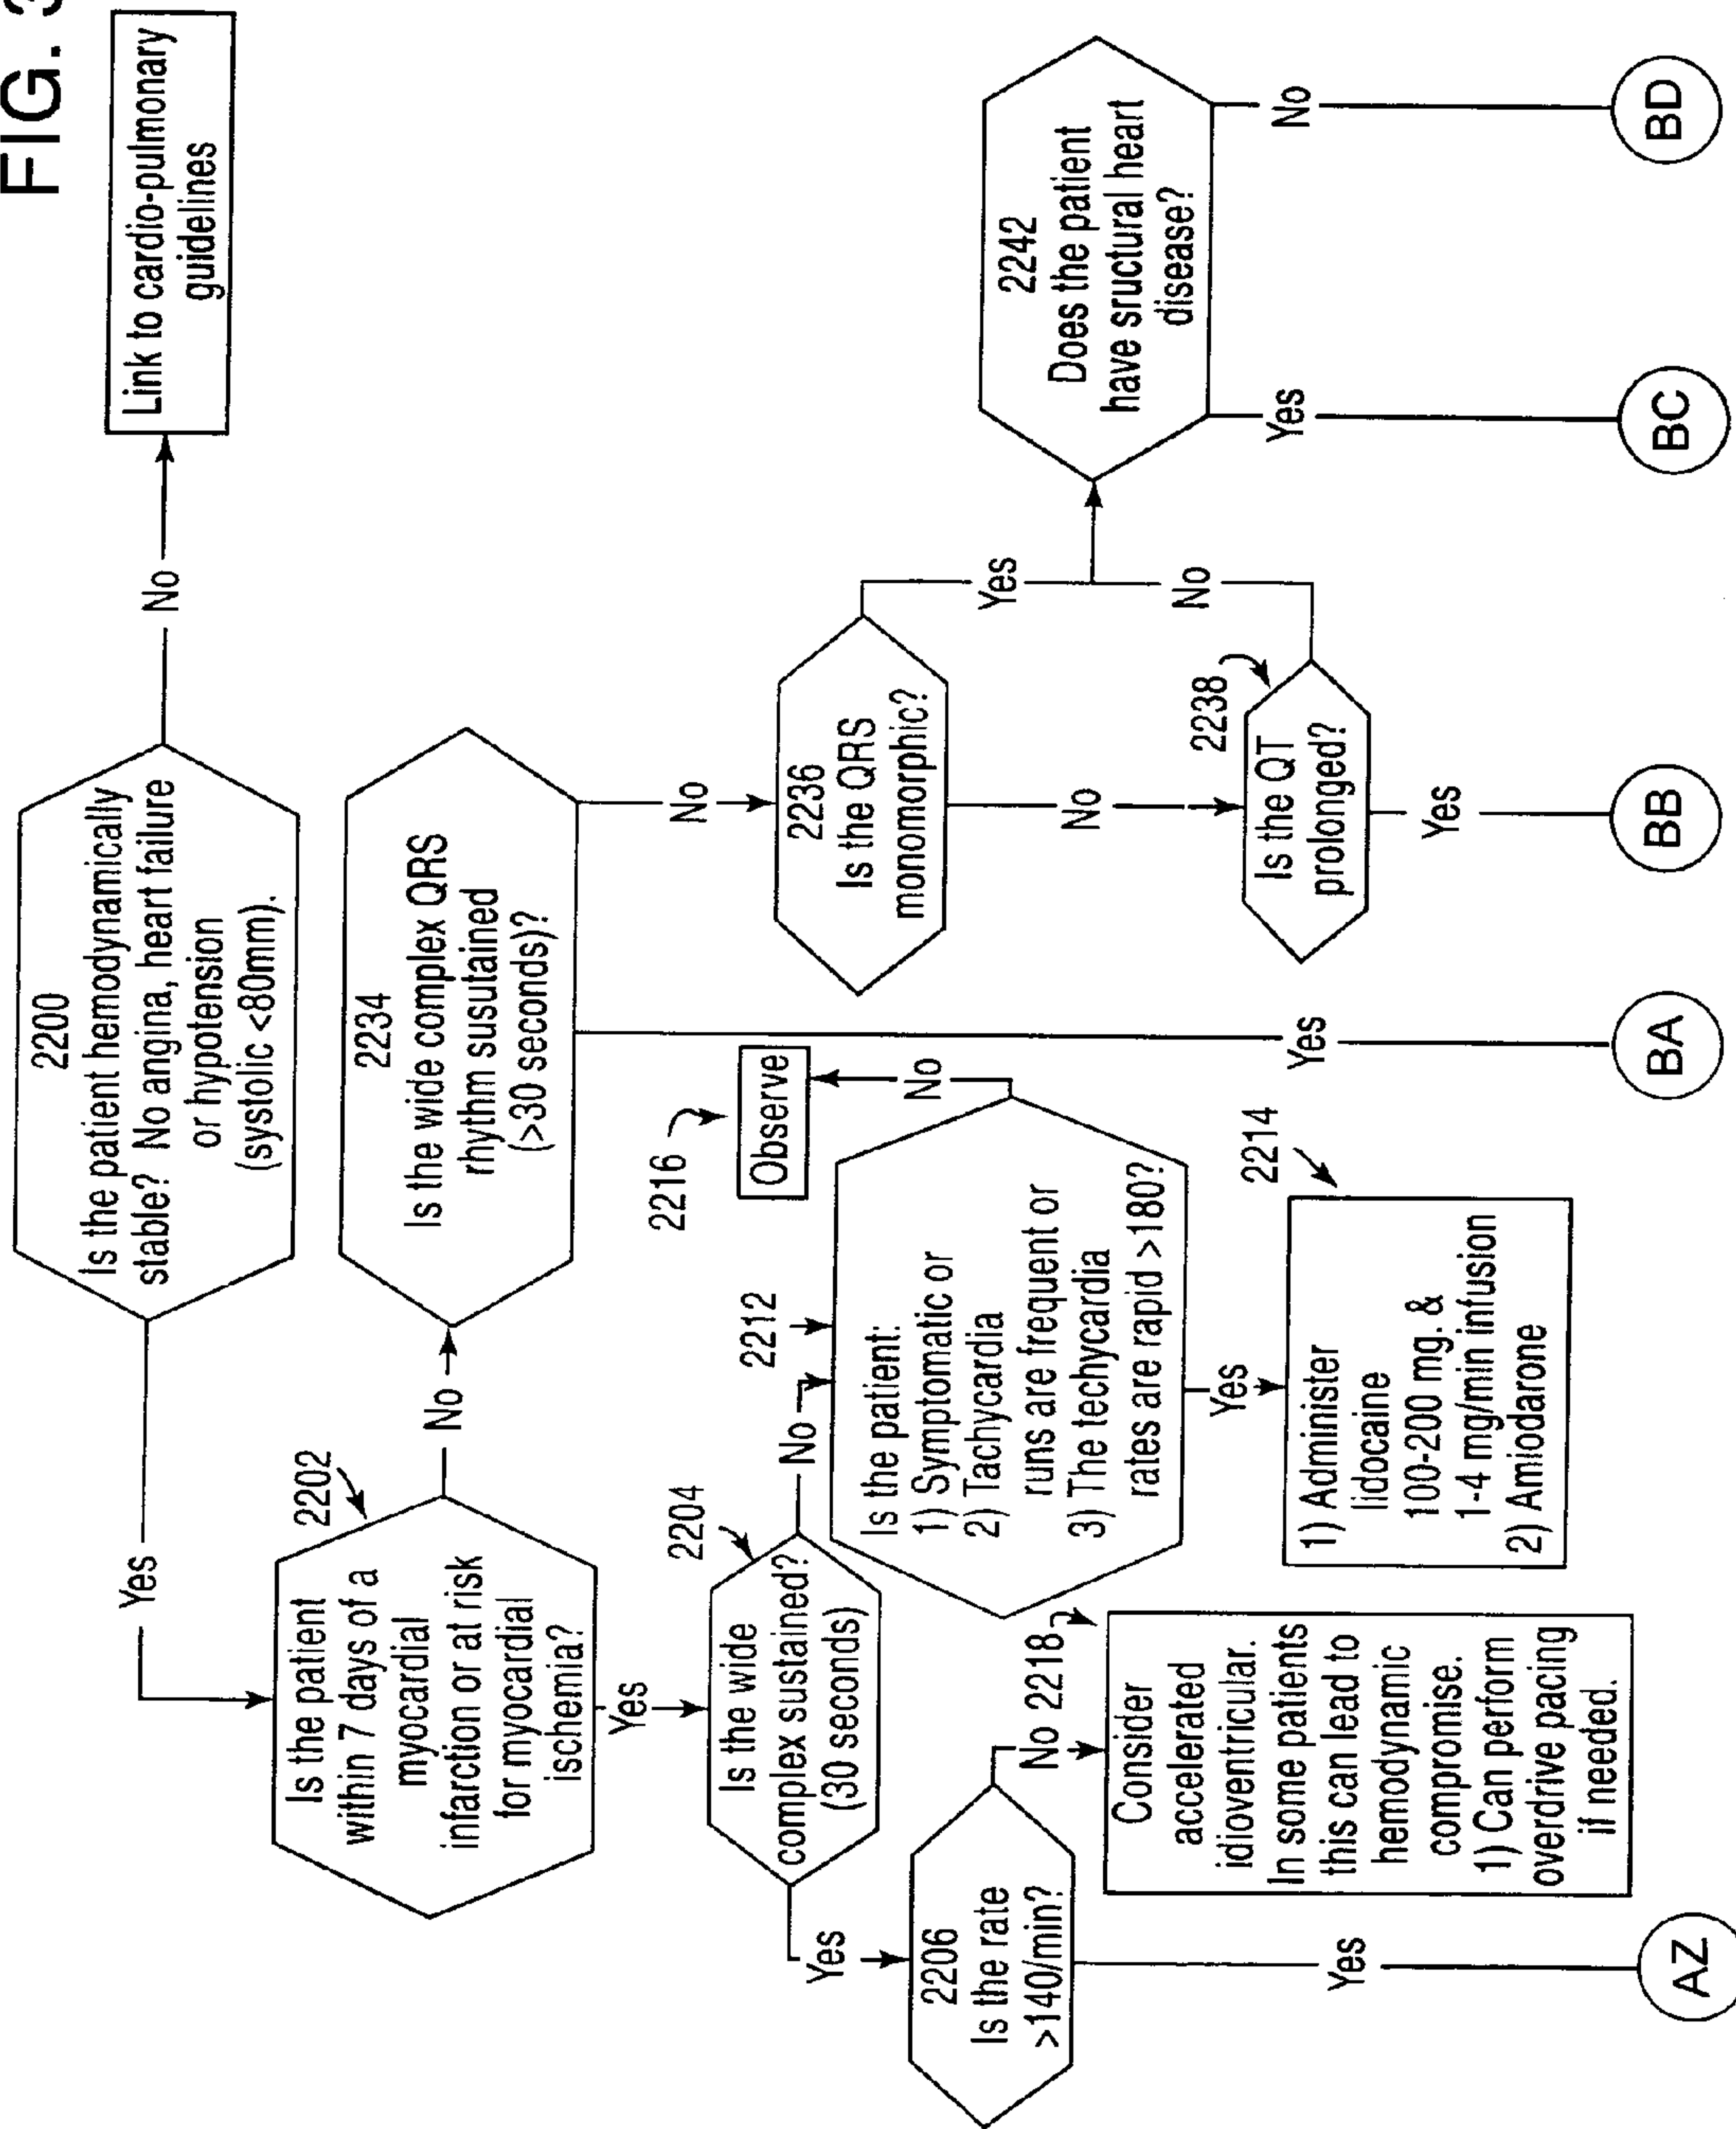 FIG. 3
2200
Is the patient hemodynamically
stable? No angina, heart failure
or hypotension
(systolic <80mm).
No
Link to cardio-pulmonary
guidelines
Yes
2202
Is the patient
within 7 days of a
myocardial
infarction or at risk
for myocardial
ischemia?
No
2234
Is the wide complex QRS
rhythm susutained
(>30 seconds)?
Yes
2204
Is the wide
complex sustained?
(30 seconds)
No
2212
Is the patient:
1) Symptomatic or
2) Tachycardia
runs are frequent or
3) The techycardia
rates are rapid >180?
No
2216
Observe
Yes
2214
1) Administer
lidocaine
100-200 mg. &
1-4 mg/min infusion
2) Amiodarone
Yes
2206
Is the rate
>140/min?
No
2218
Consider
accelerated
idioventricular.
In some patients
this can lead to
hemodynamic
compromise.
1) Can perform
overdrive pacing
if needed.
Yes
AZ
Yes
BA
No
2236
Is the QRS
monomorphic?
Yes
No
2238
Is the QT
prolonged?
No
Yes
BB
2242
Does the patient
have sructural heart
disease?
Yes
BC
No
BD